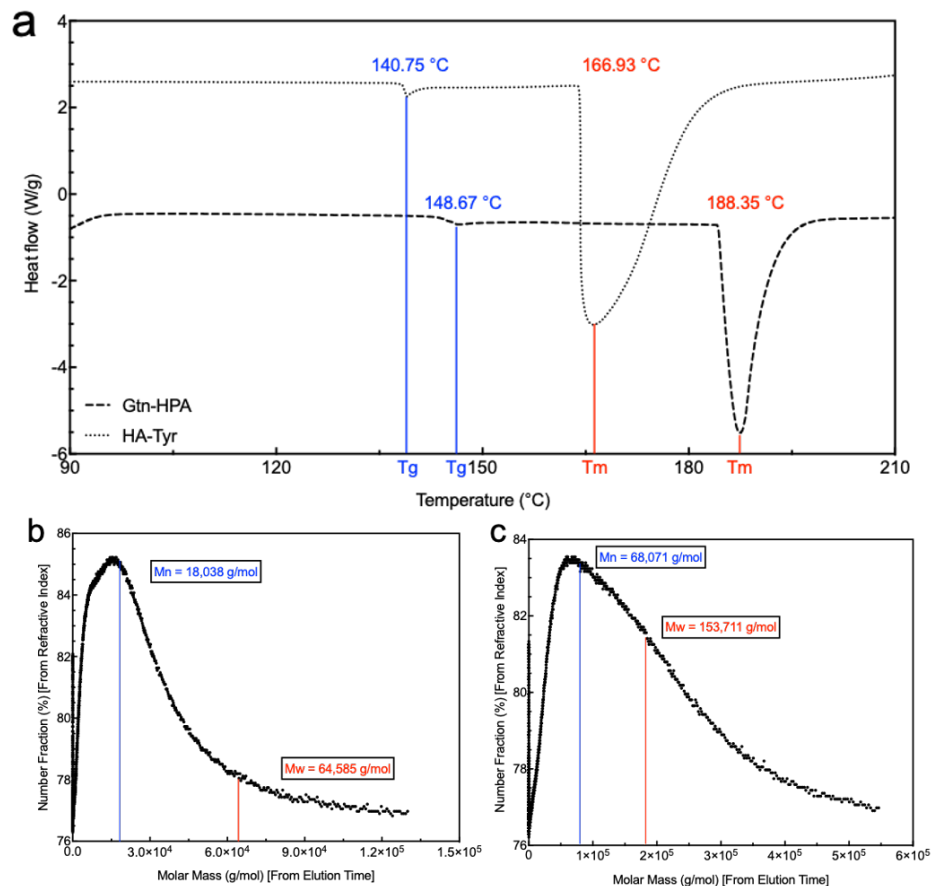 a
4
2
0
-2
-4
-6
Heat flow (W/g)
140.75 °C
166.93 °C
148.67 °C
188.35 °C
Gtn-HPA
HA-Tyr
90
120
150
180
210
Tg
Tg
Tm
Tm
Temperature (°C)
b
86
84
82
80
78
76
Number Fraction (%) [From Refractive Index]
Mn = 18,038 g/mol
Mw = 64,585 g/mol
0.0
3.0×10⁴
6.0×10⁴
9.0×10⁴
1.2×10⁵
1.5×10⁵
Molar Mass (g/mol) [From Elution Time]
c
84
82
80
78
76
Number Fraction (%) [From Refractive Index]
Mn = 68,071 g/mol
Mw = 153,711 g/mol
0
1×10⁵
2×10⁵
3×10⁵
4×10⁵
5×10⁵
6×10⁵
Molar Mass (g/mol) [From Elution Time]